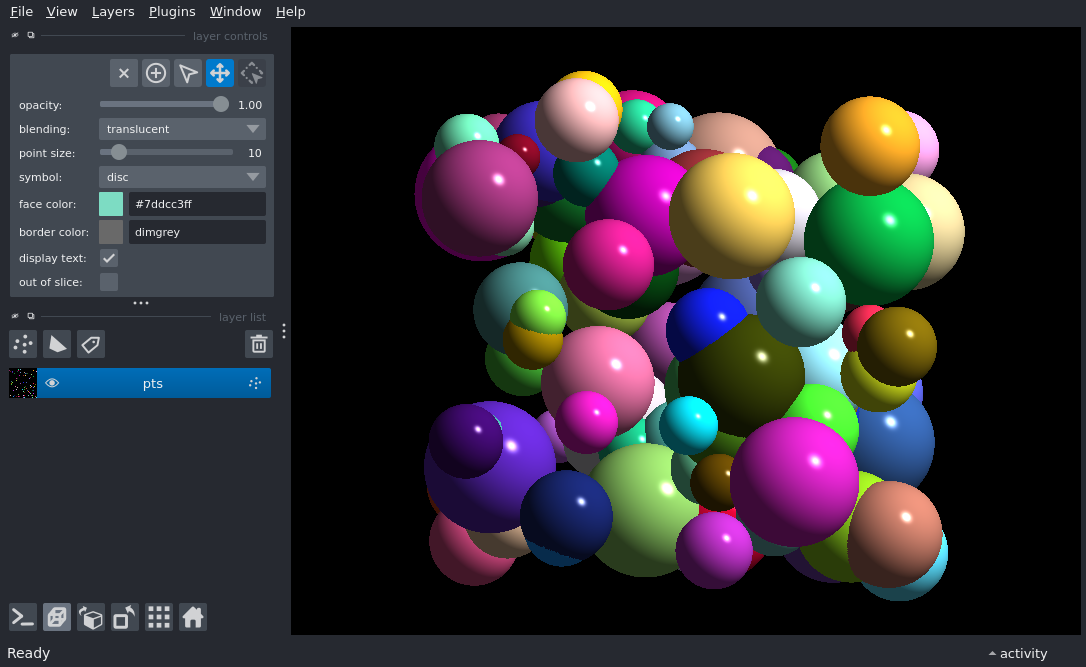 File View Layers Plugins Window Help
layer controls
opacity: 1.00
blending: translucent
point size: 10
symbol: disc
face color: #7ddcc3ff
border color: dimgrey
display text:
out of slice:
layer list
pts
Ready
activity